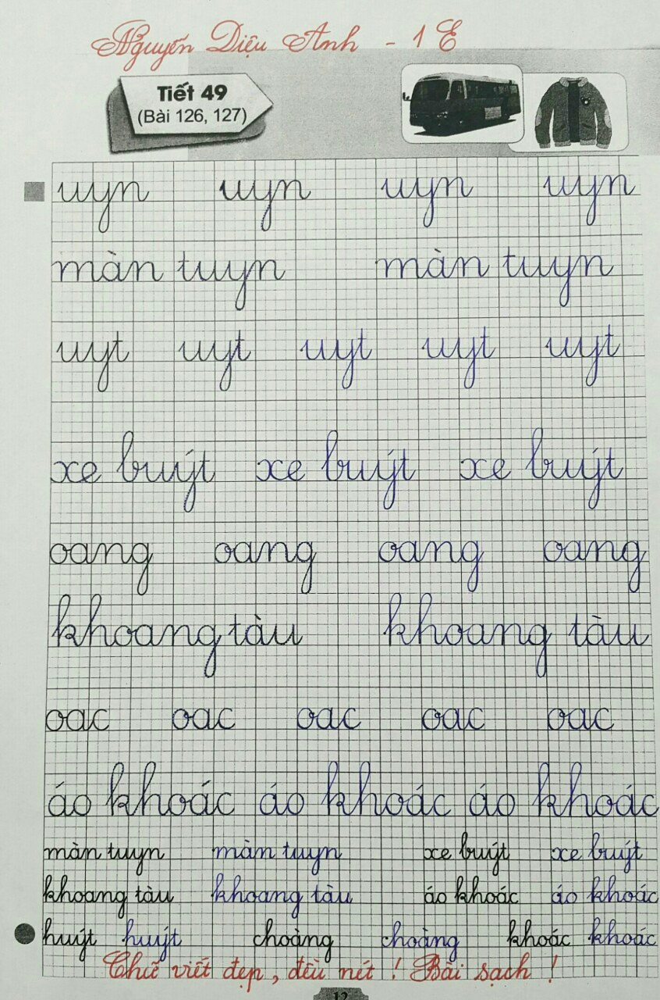 Nguyễn Diệu Anh - 1 E
Tiết 49
(Bài 126, 127)
uyn uyn uyn uyn
màn tuyn màn tuyn
uyt uyt uyt uyt uyt
xe buýt xe buýt xe buýt
oang oang oang oang
khoang tàu khoang tàu
oac oac oac oac oac
áo khoác áo khoác áo khoác
màn tuyn màn tuyn xe buýt xe buýt
khoang tàu khoang tàu áo khoác áo khoác
huýt huýt choàng choàng khoác khoác
Chữ viết đẹp, đều nét! Bài sạch!
12